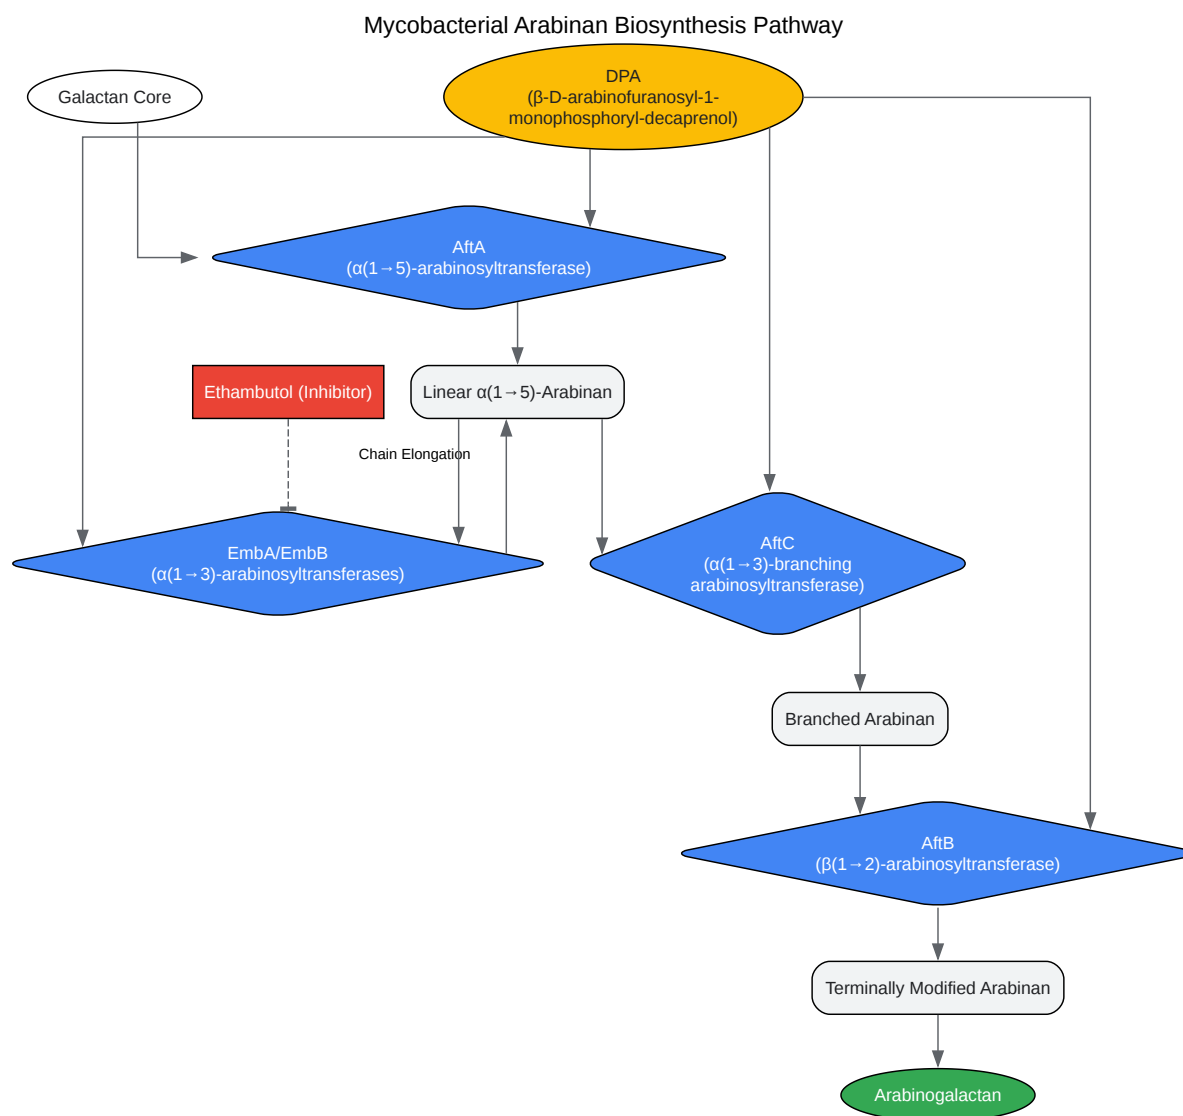 Mycobacterial Arabinan Biosynthesis Pathway
Galactan Core
DPA
(β-D-arabinofuranosyl-1-
monophosphoryl-decaprenol)
AftA
(α(1→5)-arabinosyltransferase)
Ethambutol (Inhibitor)
Linear α(1→5)-Arabinan
Chain Elongation
EmbA/EmbB
(α(1→3)-arabinosyltransferases)
AftC
(α(1→3)-branching
arabinosyltransferase)
Branched Arabinan
AftB
(β(1→2)-arabinosyltransferase)
Terminally Modified Arabinan
Arabinogalactan